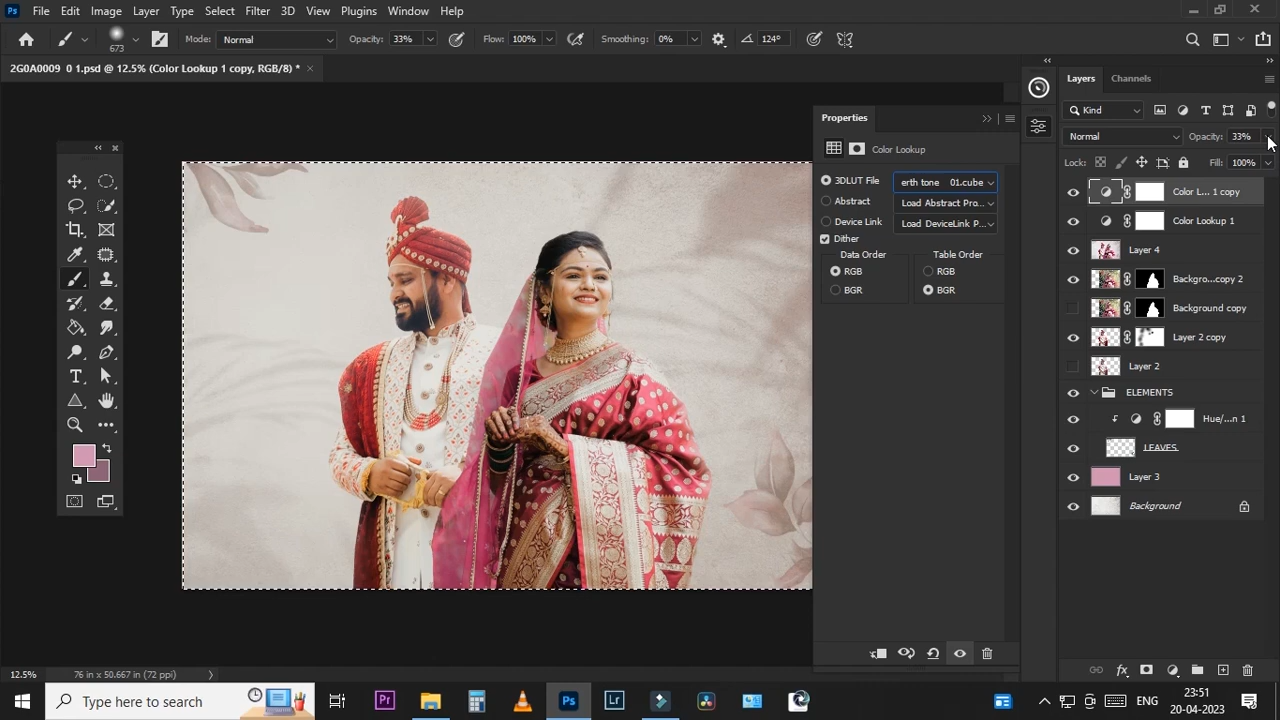 Ps File Edit Image Layer Type Select Filter 3D View Plugins Window Help
673 Mode: Normal Opacity: 33% Flow: 100% Smoothing: 0% 124°
2G0A0009 0 1.psd @ 12.5% (Color Lookup 1 copy, RGB/8) * ×
Properties
Color Lookup
3DLUT File erth tone 01.cube
Abstract Load Abstract Pro...
Device Link Load DeviceLink P...
Dither
Data Order Table Order
RGB RGB
BGR BGR
Layers Channels
Kind
Normal Opacity: 33%
Lock: Fill: 100%
Color L... 1 copy
Color Lookup 1
Layer 4
Backgro...copy 2
Background copy
Layer 2 copy
Layer 2
ELEMENTS
Hue/...n 1
LEAVES
Layer 3
Background
12.5% 76 in x 50.667 in (72 ppi)
Type here to search
Pr Ps Lr
ENG
23:51
20-04-2023